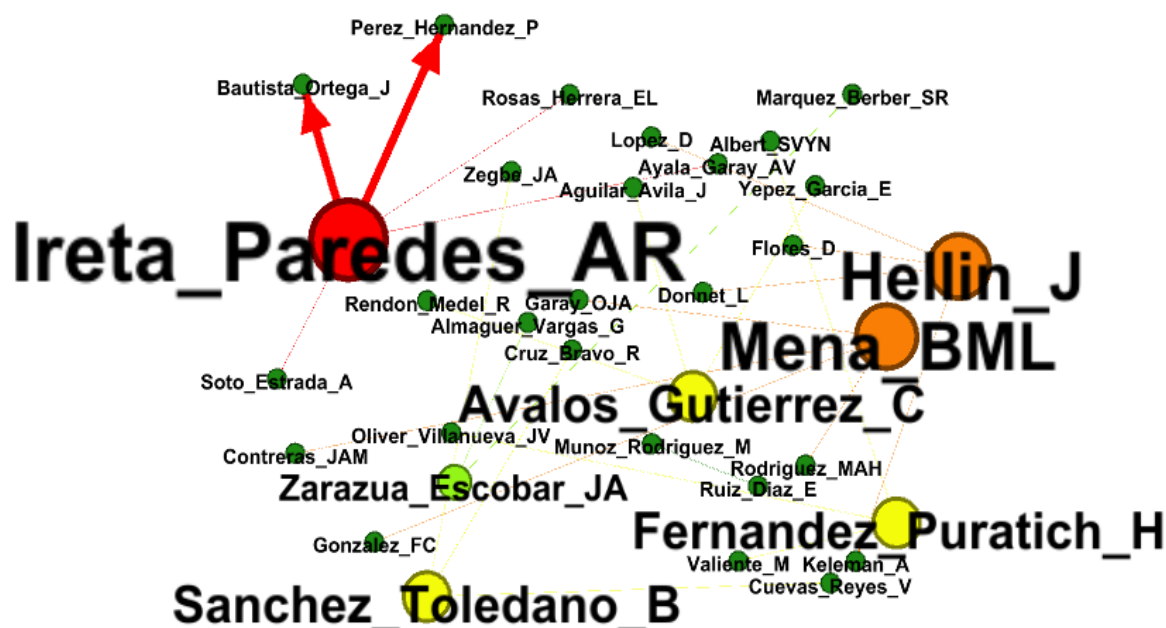 Perez_Hernandez_P
Bautista_Ortega_J
Rosas_Herrera_EL
Marquez_Berber_SR
Lopez_D
Albert_SVYN
Ayala_Garay_AV
Zegbe_JA
Aguilar_Avila_J
Yepez_Garcia_E
Ireta_Paredes_AR
Flores_D
Hellin_J
Donnet_L
Rendon_Medel_R
Garay_OJA
Almaguer_Vargas_G
Mena_BML
Cruz_Bravo_R
Soto_Estrada_A
Avalos_Gutierrez_C
Oliver_Villanueva_JV
Munoz_Rodriguez_M
Contreras_JAM
Rodriguez_MAH
Zarazua_Escobar_JA
Ruiz_Diaz_E
Fernandez_Puratich_H
Gonzalez_FC
Valiente_M
Keleman_A
Cuevas_Reyes_V
Sanchez_Toledano_B